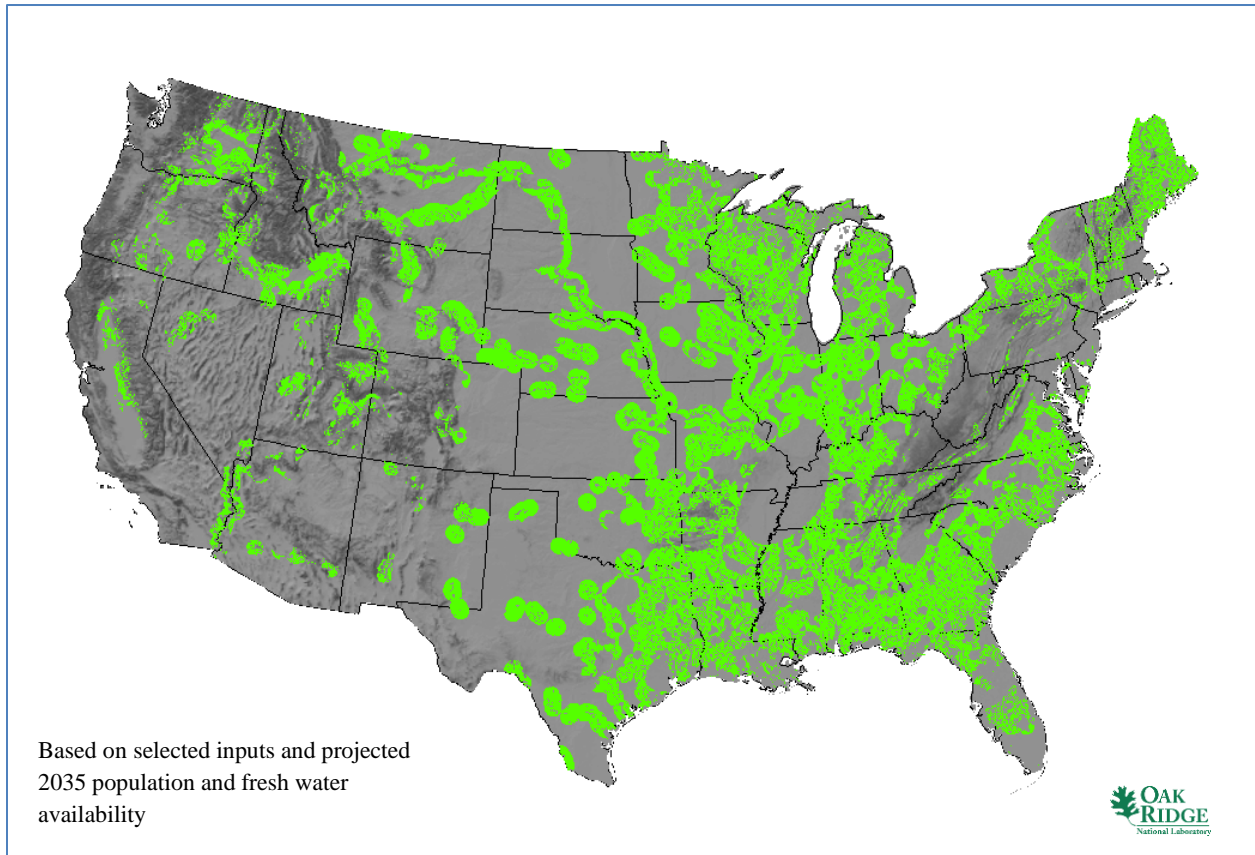 Based on selected inputs and projected
2035 population and fresh water
availability
OAK
RIDGE
National Laboratory